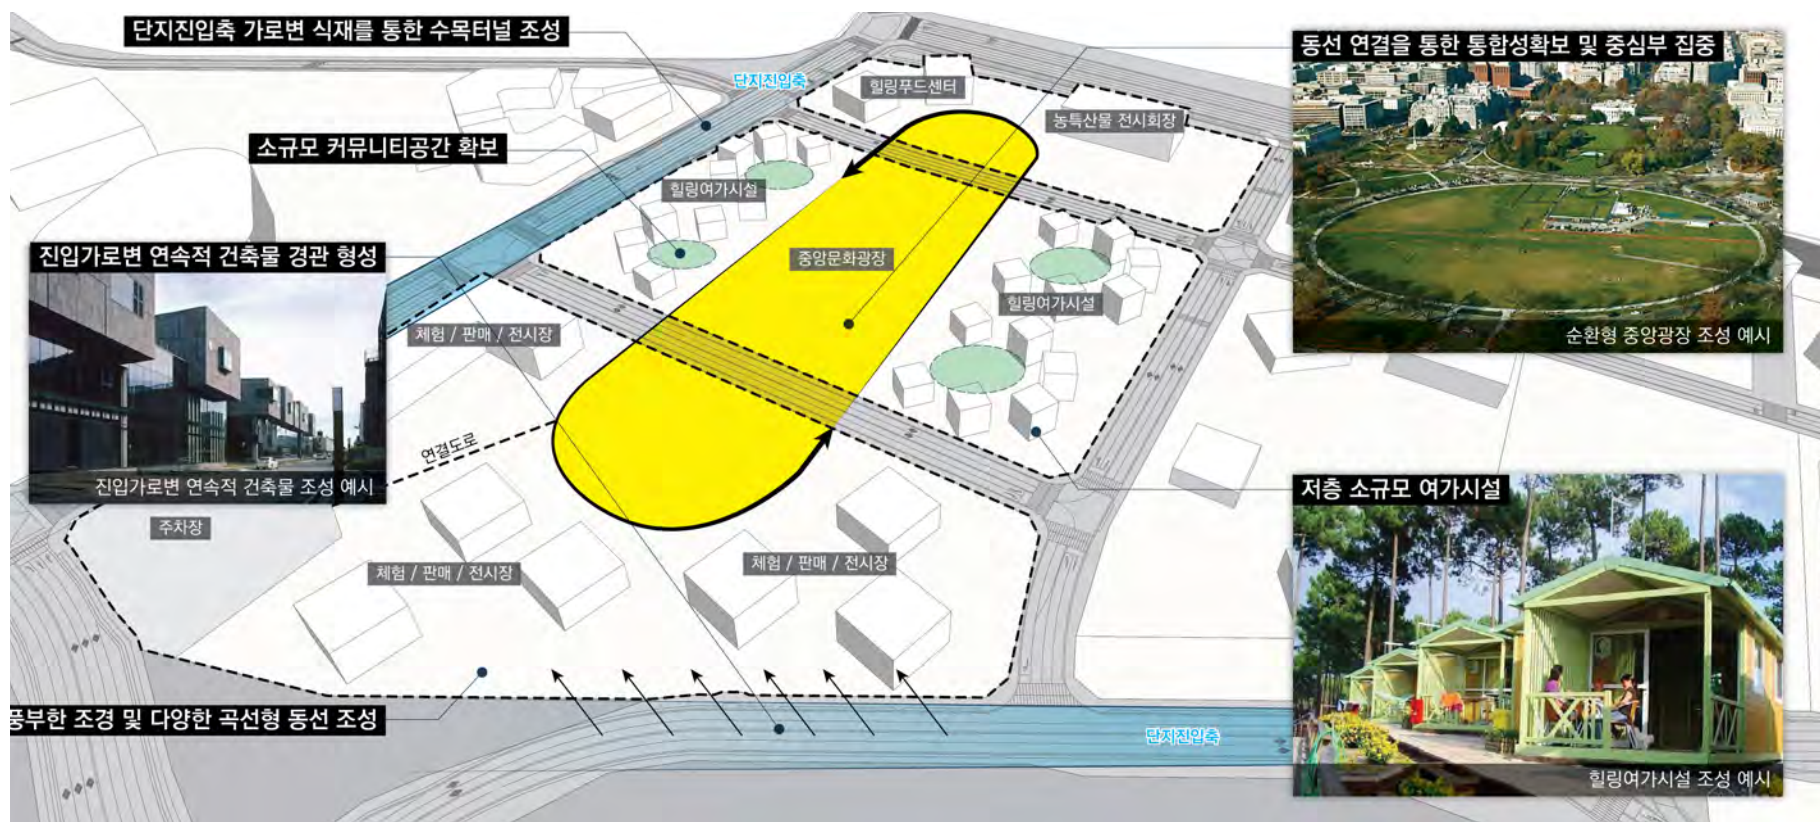 단지진입축 가로변 식재를 통한 수목터널 조성
동선 연결을 통한 통합성확보 및 중심부 집중
단지진입축
힐링푸드센터
농특산물 전시회장
소규모 커뮤니티공간 확보
힐링여가시설
진입가로변 연속적 건축물 경관 형성
중앙문화광장
힐링여가시설
체험 / 판매 / 전시장
순환형 중앙광장 조성 예시
연결도로
진입가로변 연속적 건축물 조성 예시
저층 소규모 여가시설
주차장
체험 / 판매 / 전시장
체험 / 판매 / 전시장
풍부한 조경 및 다양한 곡선형 동선 조성
단지진입축
힐링여가시설 조성 예시